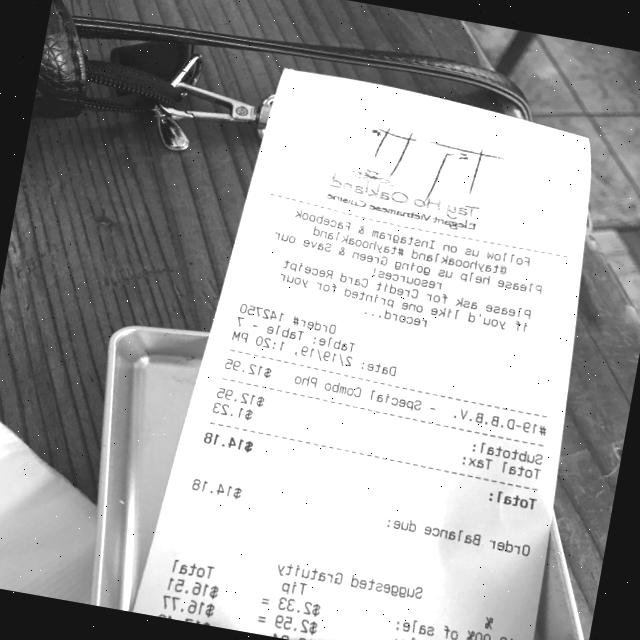 Tay Ho Oakland
Elegant Vietnamese Cuisine
Follow us on Instagram & Facebook
@tayhooakland #tayhooakland
Please help us going Green & Save our
resources!
Please ask for Credit Card Receipt
if you'd like one printed for your
record...
Order# 142750
Table: Table - 7
Date: 2/19/19, 1:20 PM
#19-D.B.B.V. - Special Combo Pho $12.95
Subtotal: $12.95
Total Tax: $1.23
Total: $14.18
Order Balance due: $14.18
Suggested Gratuity
% Tip Total
of sale: $2.33 = $16.51
$2.59 = $16.77